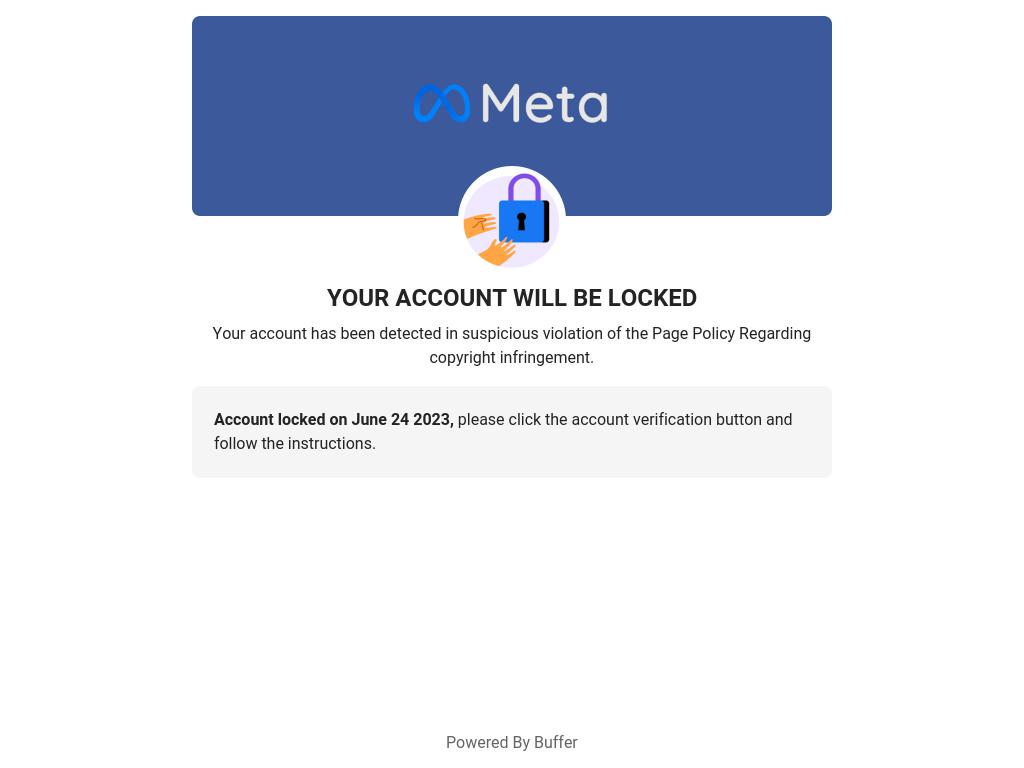 Meta
YOUR ACCOUNT WILL BE LOCKED
Your account has been detected in suspicious violation of the Page Policy Regarding
copyright infringement.
Account locked on June 24 2023, please click the account verification button and
follow the instructions.
Powered By Buffer